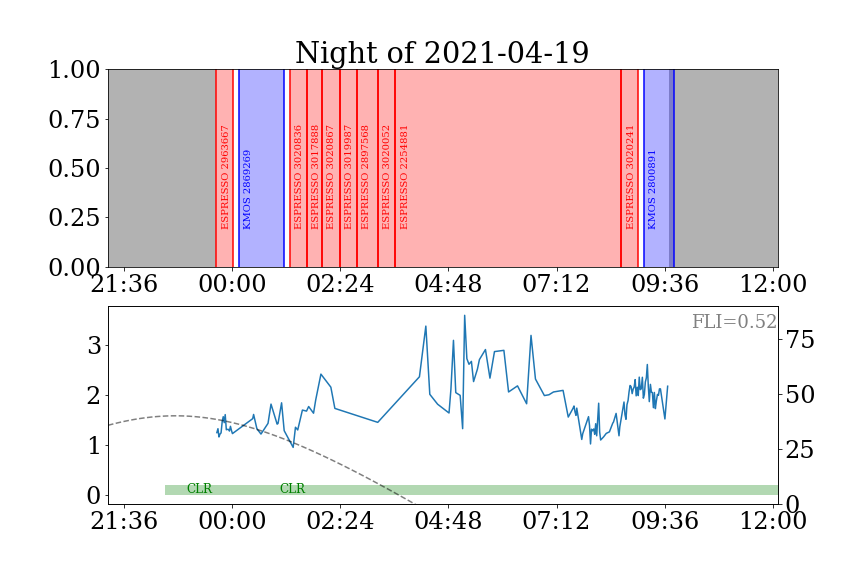 Night of 2021-04-19
1.00
0.75
0.50
0.25
0.00
ESPRESSO 2963667
KMOS 2869269
ESPRESSO 3020836
ESPRESSO 3017888
ESPRESSO 3020867
ESPRESSO 3019987
ESPRESSO 2897568
ESPRESSO 3020052
ESPRESSO 2254881
ESPRESSO 3020241
KMOS 2800891
21:36 00:00 02:24 04:48 07:12 09:36 12:00
FLI=0.52
3
2
1
0
75
50
25
0
CLR CLR
21:36 00:00 02:24 04:48 07:12 09:36 12:00